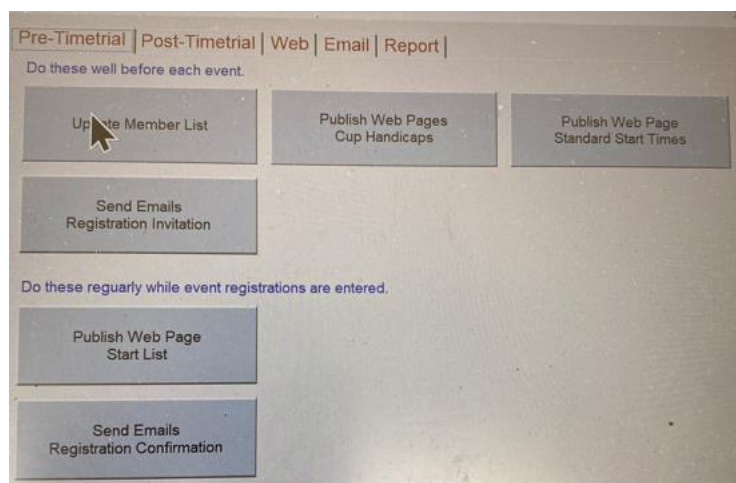 Pre-Timetrial Post-Timetrial Web Email Report
Do these well before each event.
Update Member List
Publish Web Pages
Cup Handicaps
Publish Web Page
Standard Start Times
Send Emails
Registration Invitation
Do these reguarly while event registrations are entered.
Publish Web Page
Start List
Send Emails
Registration Confirmation